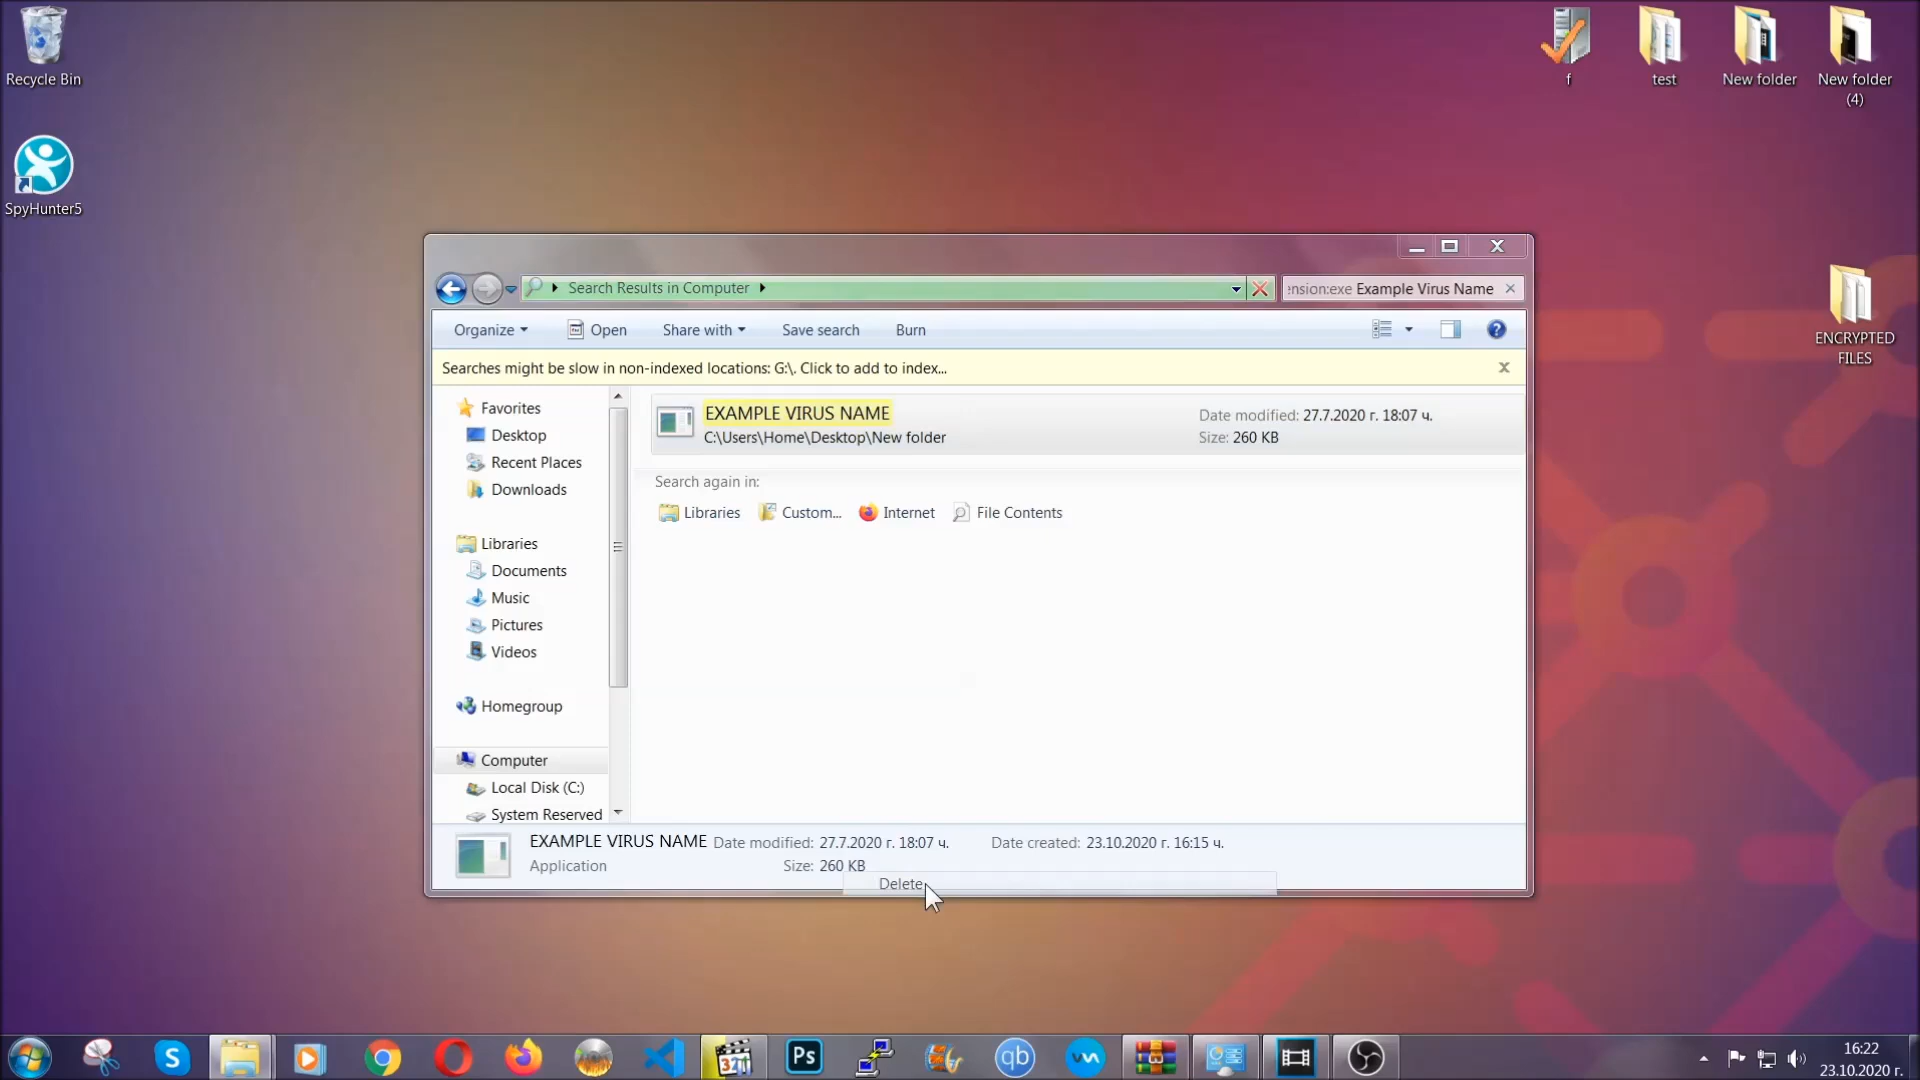 Recycle Bin
SpyHunter5
f
test
New folder
New folder
(4)
ENCRYPTED
FILES
Search Results in Computer
ension:exe Example Virus Name
Organize
Open
Share with
Save search
Burn
Searches might be slow in non-indexed locations: G:\. Click to add to index...
Favorites
Desktop
Recent Places
Downloads
Libraries
Documents
Music
Pictures
Videos
Homegroup
Computer
Local Disk (C:)
System Reserved
EXAMPLE VIRUS NAME
C:\Users\Home\Desktop\New folder
Date modified: 27.7.2020 г. 18:07 ч.
Size: 260 KB
Search again in:
Libraries
Custom...
Internet
File Contents
EXAMPLE VIRUS NAME Date modified: 27.7.2020 г. 18:07 ч. Date created: 23.10.2020 г. 16:15 ч.
Application Size: 260 KB
Delete
S
321
Ps
qb
16:22
23.10.2020 г.